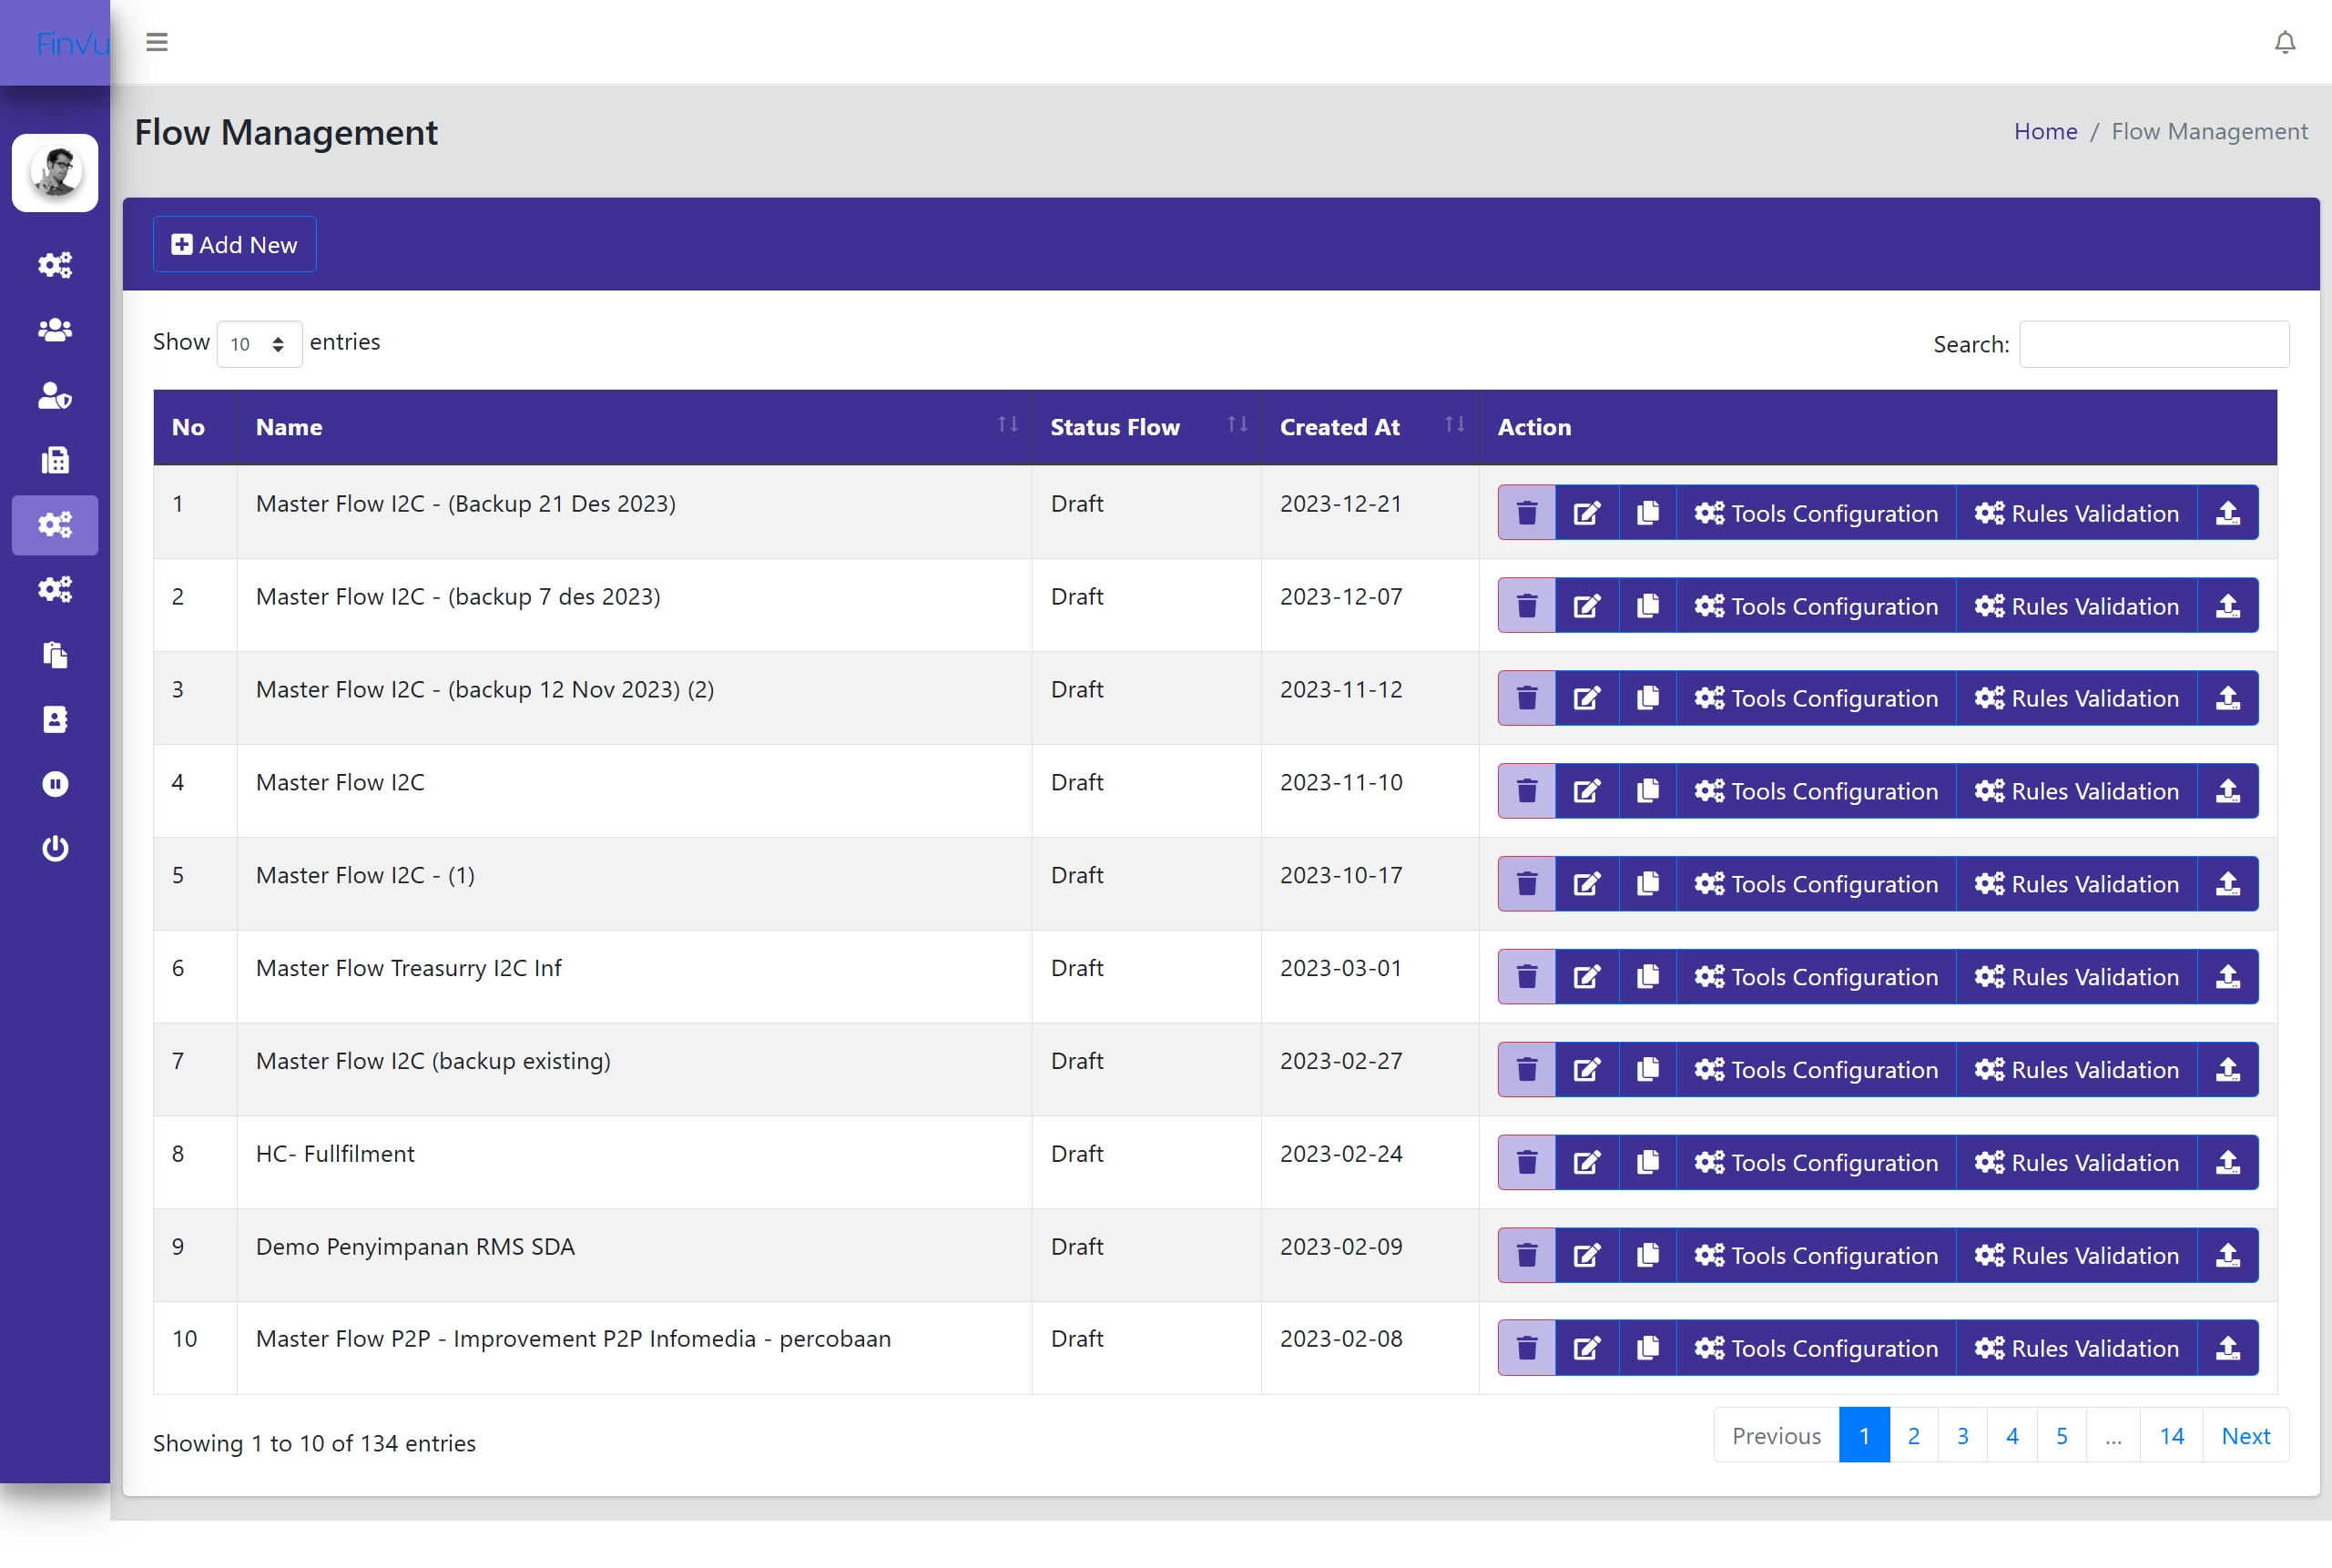 FinVu
Flow Management
Home / Flow Management
Add New
Show 10 entries
Search:
No Name Status Flow Created At Action
1 Master Flow I2C - (Backup 21 Des 2023) Draft 2023-12-21 Tools Configuration Rules Validation
2 Master Flow I2C - (backup 7 des 2023) Draft 2023-12-07 Tools Configuration Rules Validation
3 Master Flow I2C - (backup 12 Nov 2023) (2) Draft 2023-11-12 Tools Configuration Rules Validation
4 Master Flow I2C Draft 2023-11-10 Tools Configuration Rules Validation
5 Master Flow I2C - (1) Draft 2023-10-17 Tools Configuration Rules Validation
6 Master Flow Treasurry I2C Inf Draft 2023-03-01 Tools Configuration Rules Validation
7 Master Flow I2C (backup existing) Draft 2023-02-27 Tools Configuration Rules Validation
8 HC- Fullfilment Draft 2023-02-24 Tools Configuration Rules Validation
9 Demo Penyimpanan RMS SDA Draft 2023-02-09 Tools Configuration Rules Validation
10 Master Flow P2P - Improvement P2P Infomedia - percobaan Draft 2023-02-08 Tools Configuration Rules Validation
Showing 1 to 10 of 134 entries
Previous 1 2 3 4 5 ... 14 Next